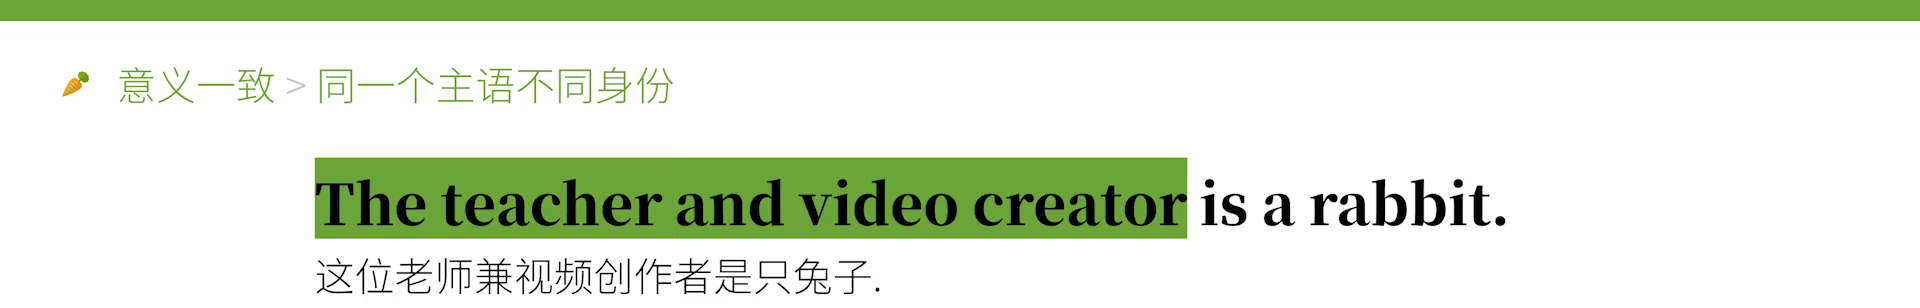 意义一致 > 同一个主语不同身份
The teacher and video creator is a rabbit.
这位老师兼视频创作者是只兔子.